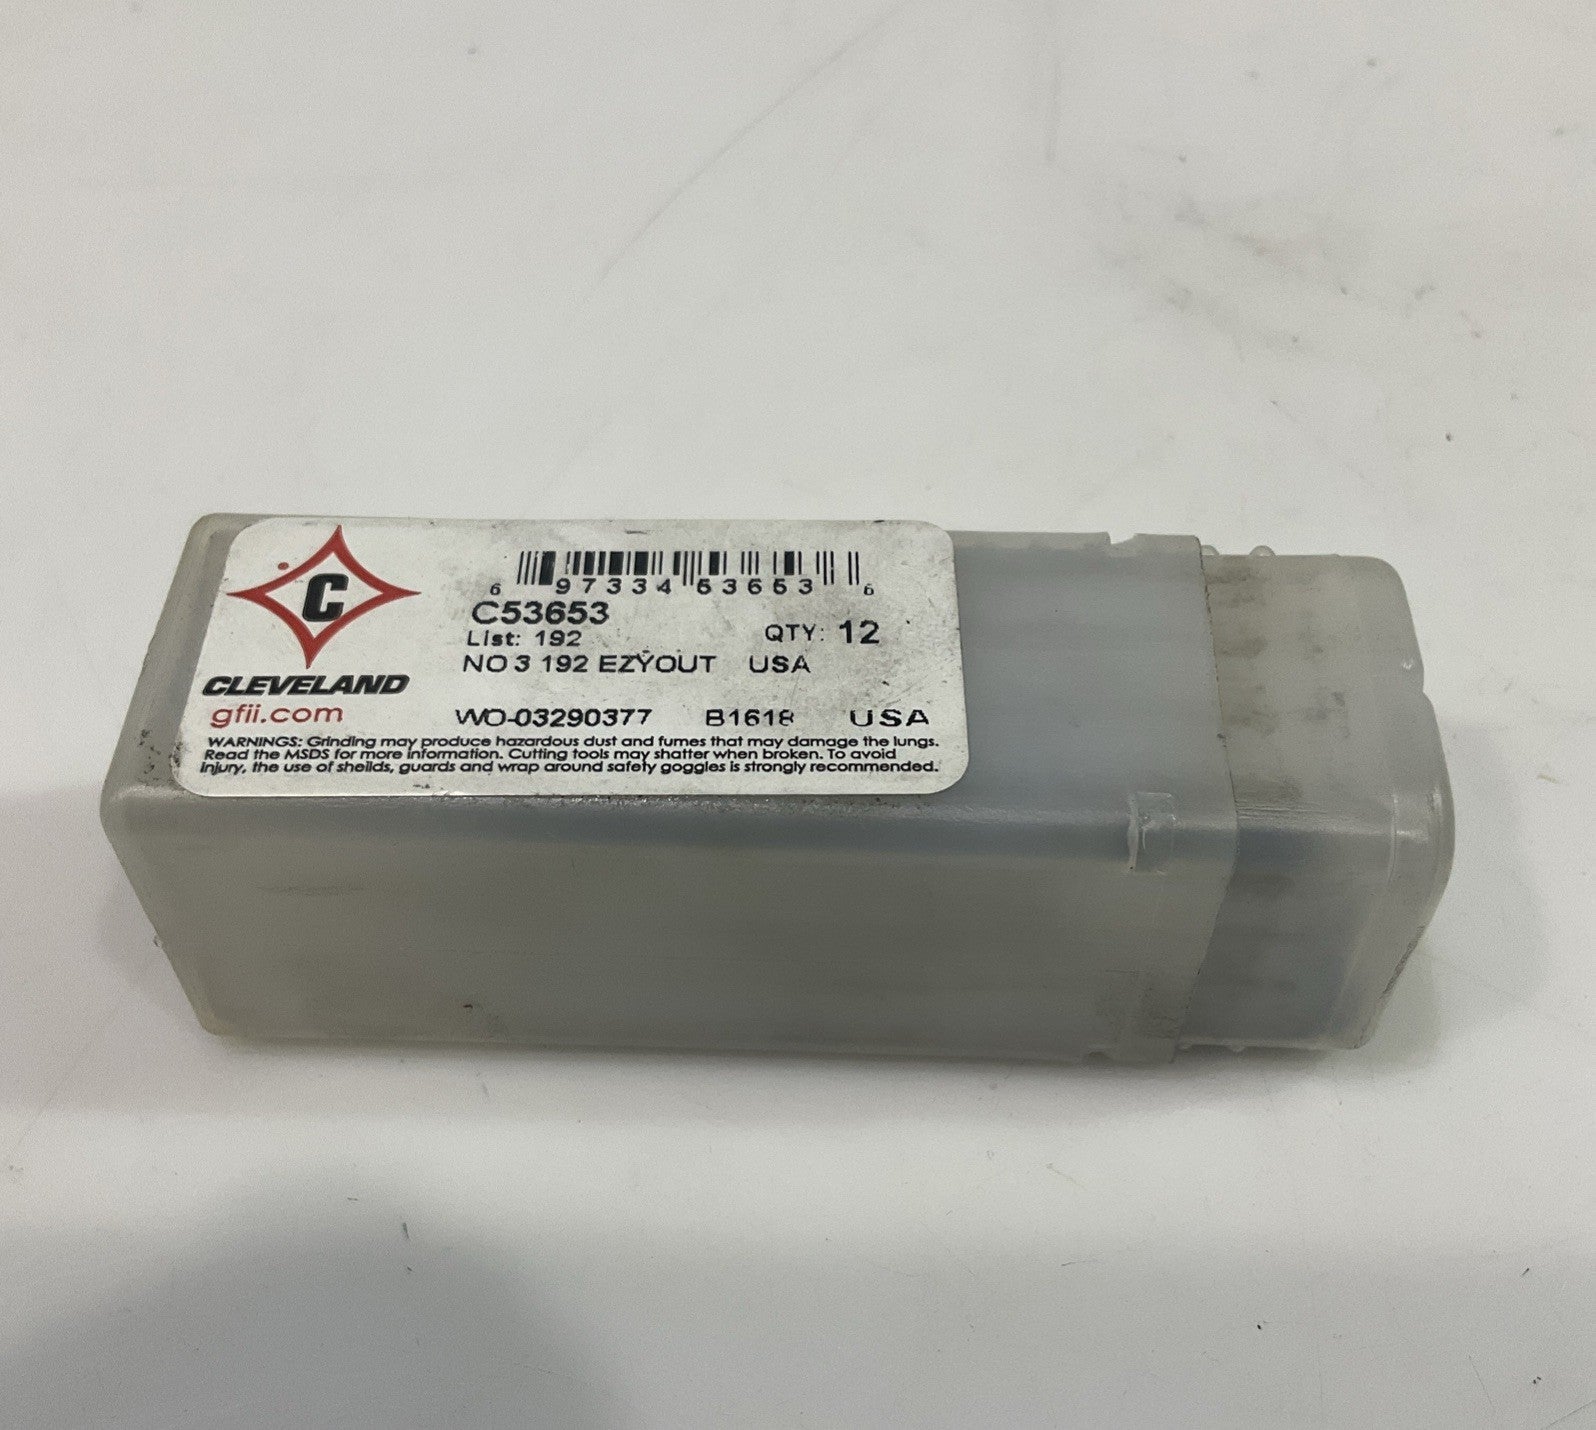 C
CLEVELAND
gfii.com
6 97334 53653 6
C53653
List: 192 QTY: 12
NO 3 192 EZYOUT USA
WO-03290377 B1618 USA
WARNINGS: Grinding may produce hazardous dust and fumes that may damage the lungs.
Read the MSDS for more information. Cutting tools may shatter when broken. To avoid
injury, the use of sheilds, guards and wrap around safety goggles is strongly recommended.